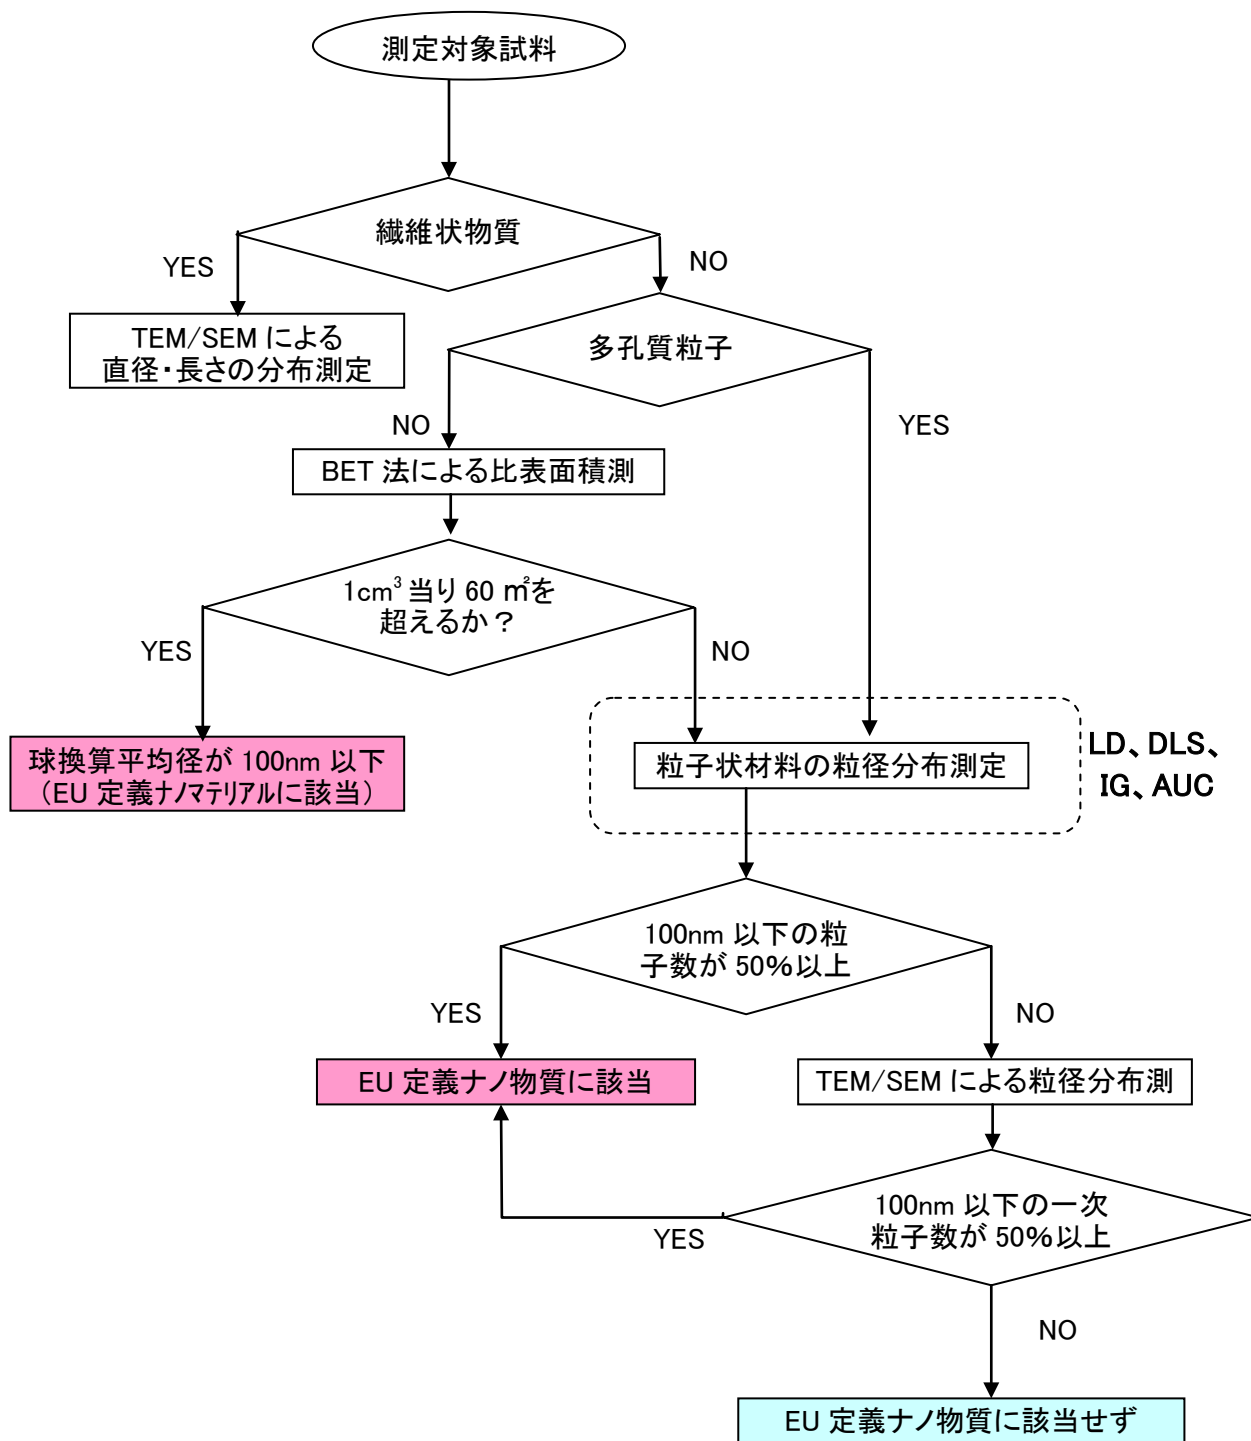 測定対象試料
繊維状物質
YES
NO
TEM/SEM による
直径・長さの分布測定
多孔質粒子
NO
YES
BET 法による比表面積測
1cm³ 当り 60 ㎡を
超えるか？
YES
NO
球換算平均径が 100nm 以下
（EU 定義ナノマテリアルに該当）
粒子状材料の粒径分布測定
LD、DLS、
IG、AUC
100nm 以下の粒
子数が 50％以上
YES
NO
EU 定義ナノ物質に該当
TEM/SEM による粒径分布測
100nm 以下の一次
粒子数が 50％以上
YES
NO
EU 定義ナノ物質に該当せず